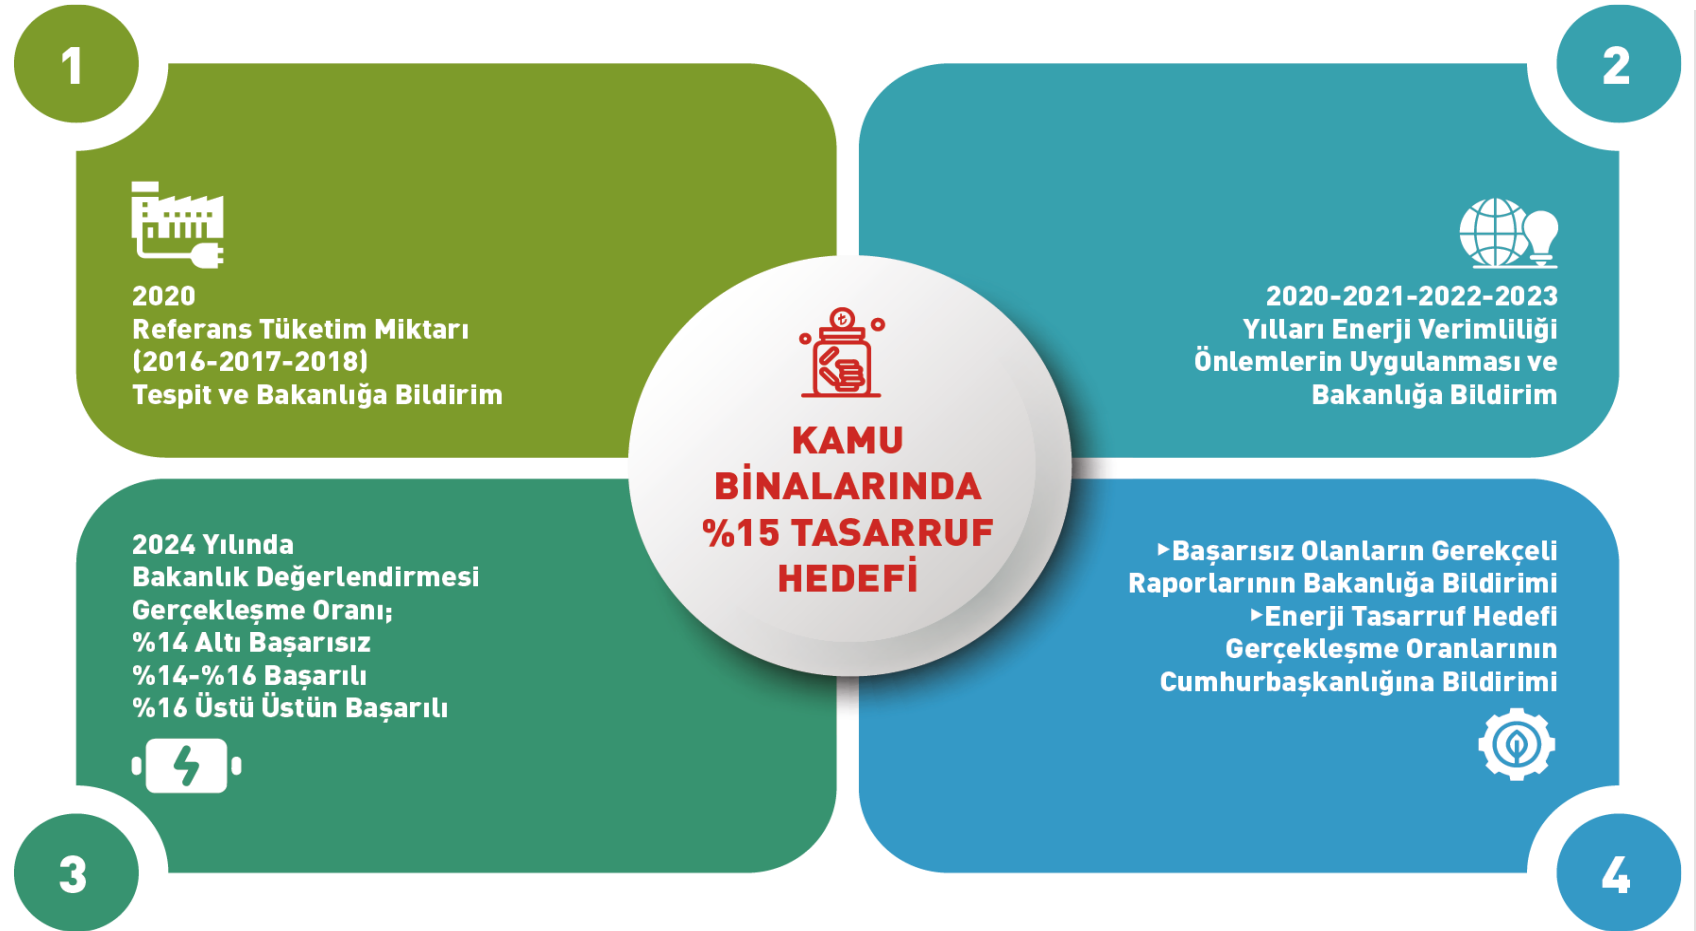 1
2020
Referans Tüketim Miktarı
(2016-2017-2018)
Tespit ve Bakanlığa Bildirim
2
2020-2021-2022-2023
Yılları Enerji Verimliliği
Önlemlerin Uygulanması ve
Bakanlığa Bildirim
₺
KAMU
BİNALARINDA
%15 TASARRUF
HEDEFİ
2024 Yılında
Bakanlık Değerlendirmesi
Gerçekleşme Oranı;
%14 Altı Başarısız
%14-%16 Başarılı
%16 Üstü Üstün Başarılı
3
▸Başarısız Olanların Gerekçeli
Raporlarının Bakanlığa Bildirimi
▸Enerji Tasarruf Hedefi
Gerçekleşme Oranlarının
Cumhurbaşkanlığına Bildirimi
4